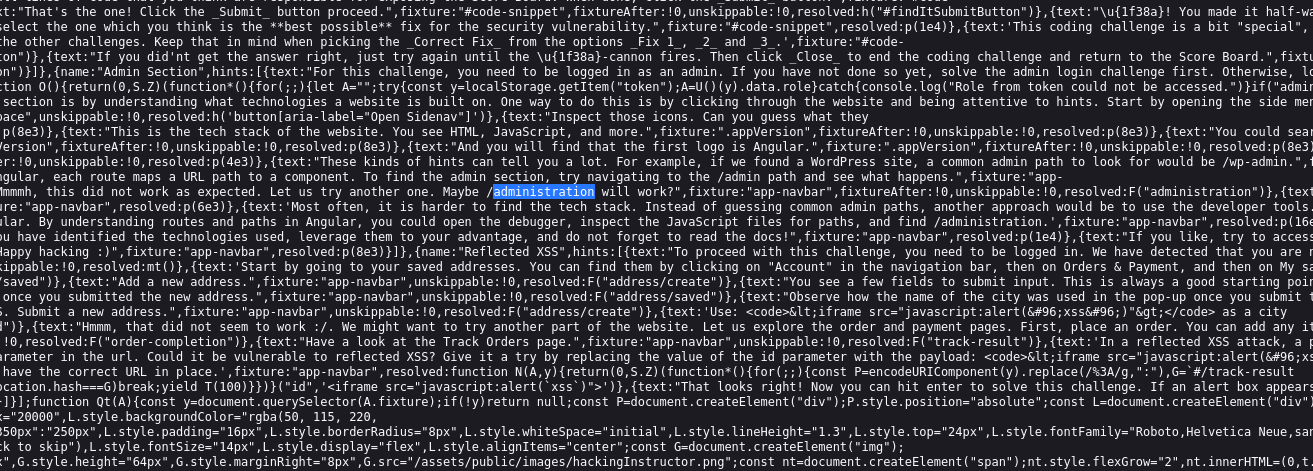 :"That's the one! Click the _Submit_ button proceed.",fixture:"#code-snippet",fixtureAfter:!0,unskippable:!0,resolved:h("#findItSubmitButton")},{text:"\u{1f38a}! You made it half-wa
select the one which you think is the **best possible** fix for the security vulnerability.",fixture:"#code-snippet",resolved:p(1e4)},{text:'This coding challenge is a bit "special",
the other challenges. Keep that in mind when picking the _Correct Fix_ from the options _Fix 1_, _2_ and _3_.',fixture:"#code-
on")},{text:"If you did'nt get the answer right, just try again until the \u{1f38a}-cannon fires. Then click _Close_ to end the coding challenge and return to the Score Board.",fixt
on")}]},{name:"Admin Section",hints:[{text:"For this challenge, you need to be logged in as an admin. If you have not done so yet, solve the admin login challenge first. Otherwise, lo
ction O(){return(0,S.Z)(function*(){for(;;){let A="";try{const y=localStorage.getItem("token");A=U()(y).data.role}catch{console.log("Role from token could not be accessed.")}if("admin
section is by understanding what technologies a website is built on. One way to do this is by clicking through the website and being attentive to hints. Start by opening the side men
pace",unskippable:!0,resolved:h('button[aria-label="Open Sidenav"]')},{text:"Inspect those icons. Can you guess what they
p(8e3)},{text:"This is the tech stack of the website. You see HTML, JavaScript, and more.",fixture:".appVersion",fixtureAfter:!0,unskippable:!0,resolved:p(8e3)},{text:"You could sear
Version",fixtureAfter:!0,unskippable:!0,resolved:p(8e3)},{text:"And you will find that the first logo is Angular.",fixture:".appVersion",fixtureAfter:!0,unskippable:!0,resolved:p(8e3)
er:!0,unskippable:!0,resolved:p(4e3)},{text:"These kinds of hints can tell you a lot. For example, if we found a WordPress site, a common admin path to look for would be /wp-admin.",f
ngular, each route maps a URL path to a component. To find the admin section, try navigating to the /admin path and see what happens.",fixture:"app-
Mmmmh, this did not work as expected. Let us try another one. Maybe /administration will work?",fixture:"app-navbar",fixtureAfter:!0,unskippable:!0,resolved:F("administration")},{text
ure:"app-navbar",resolved:p(6e3)},{text:'Most often, it is harder to find the tech stack. Instead of guessing common admin paths, another approach would be to use the developer tools.
ular. By understanding routes and paths in Angular, you could open the debugger, inspect the JavaScript files for paths, and find /administration.',fixture:"app-navbar",resolved:p(16e
ou have identified the technologies used, leverage them to your advantage, and do not forget to read the docs!",fixture:"app-navbar",resolved:p(1e4)},{text:"If you like, try to access
Happy hacking :)",fixture:"app-navbar",resolved:p(8e3)}]},{name:"Reflected XSS",hints:[{text:"To proceed with this challenge, you need to be logged in. We have detected that you are n
kippable:!0,resolved:mt()},{text:'Start by going to your saved addresses. You can find them by clicking on "Account" in the navigation bar, then on Orders & Payment, and then on My sa
/saved")},{text:"Add a new address.",fixture:"app-navbar",unskippable:!0,resolved:F("address/create")},{text:"You see a few fields to submit input. This is always a good starting poin
once you submitted the new address.",fixture:"app-navbar",unskippable:!0,resolved:F("address/saved")},{text:"Observe how the name of the city was used in the pop-up once you submit t
S. Submit a new address.",fixture:"app-navbar",unskippable:!0,resolved:F("address/create")},{text:'Use: <code>&lt;iframe src="javascript:alert(&#96;xss&#96;)"&gt;</code> as a city
d")},{text:"Hmmm, that did not seem to work :/. We might want to try another part of the website. Let us explore the order and payment pages. First, place an order. You can add any it
:!0,resolved:F("order-completion")},{text:"Have a look at the Track Orders page.",fixture:"app-navbar",unskippable:!0,resolved:F("track-result")},{text:'In a reflected XSS attack, a p
arameter in the url. Could it be vulnerable to reflected XSS? Give it a try by replacing the value of the id parameter with the payload: <code>&lt;iframe src="javascript:alert(&#96;xs
have the correct URL in place.',fixture:"app-navbar",resolved:function N(A,y){return(0,S.Z)(function*(){for(;;){const P=encodeURIComponent(y).replace(/%3A/g,":"),G=`#/track-result
ocation.hash===G)break;yield T(100)}})}("id",'<iframe src="javascript:alert(`xss`)">')},{text:"That looks right! Now you can hit enter to solve this challenge. If an alert box appears
}]}];function Qt(A){const y=document.querySelector(A.fixture);if(!y)return null;const P=document.createElement("div");P.style.position="absolute";const L=document.createElement("div")
x="20000",L.style.backgroundColor="rgba(50, 115, 220,
350px":"250px",L.style.padding="16px",L.style.borderRadius="8px",L.style.whiteSpace="initial",L.style.lineHeight="1.3",L.style.top="24px",L.style.fontFamily="Roboto,Helvetica Neue,san
ck to skip"),L.style.fontSize="14px",L.style.display="flex",L.style.alignItems="center";const G=document.createElement("img");
x",G.style.height="64px",G.style.marginRight="8px",G.src="/assets/public/images/hackingInstructor.png";const nt=document.createElement("span");nt.style.flexGrow="2",nt.innerHTML=(0,t